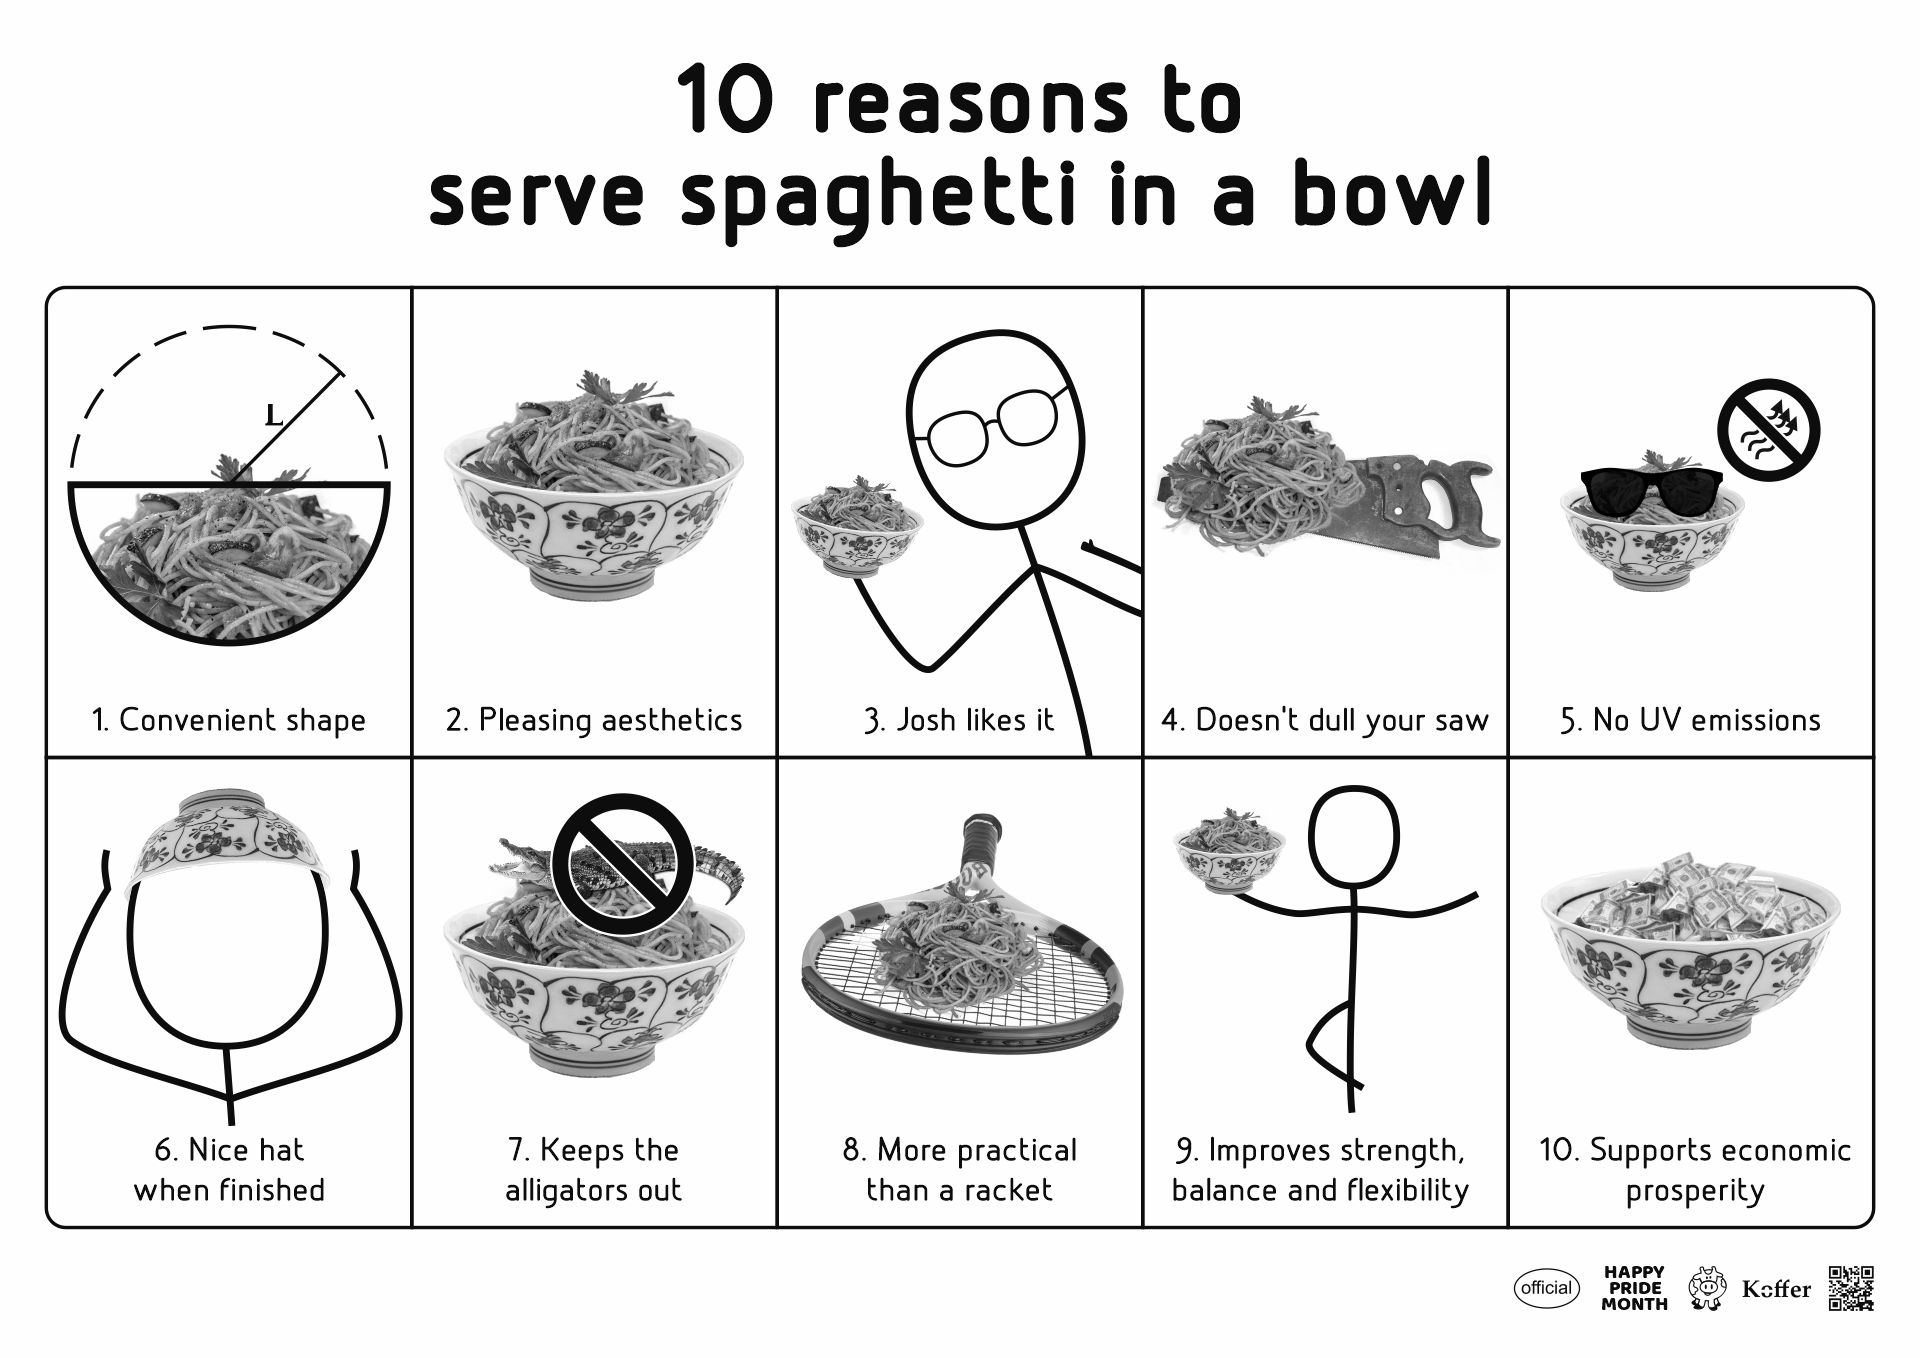 10 reasons to
serve spaghetti in a bowl
L
1. Convenient shape
2. Pleasing aesthetics
3. Josh likes it
4. Doesn't dull your saw
5. No UV emissions
6. Nice hat
when finished
7. Keeps the
alligators out
8. More practical
than a racket
9. Improves strength,
balance and flexibility
10. Supports economic
prosperity
official
HAPPY
PRIDE
MONTH
Koffer